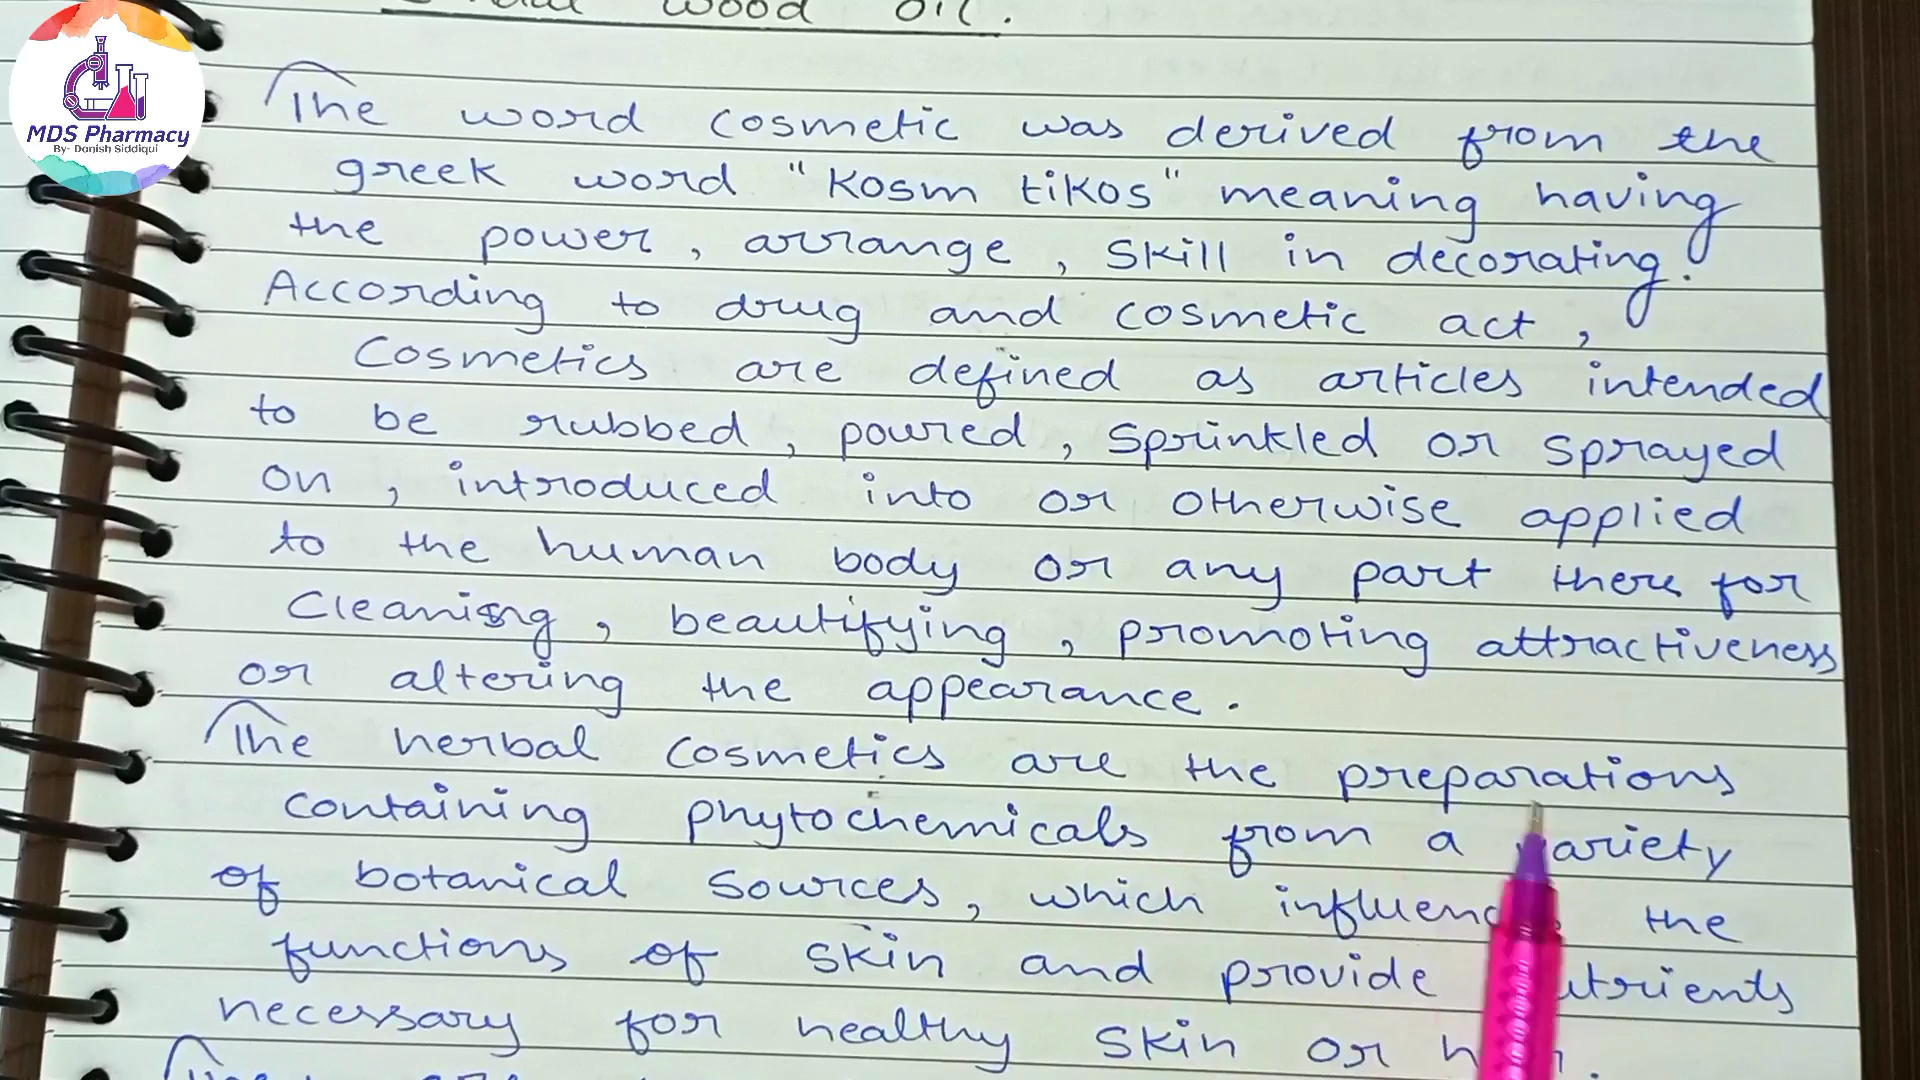 wood oil.
MDS Pharmacy
By- Danish Siddiqui
The word cosmetic was derived from the
greek word "Kosm tikos" meaning having
the power, arrange, skill in decorating.
According to drug and cosmetic act,
Cosmetics are defined as articles intended
to be rubbed, poured, sprinkled or sprayed
on, introduced into or otherwise applied
to the human body or any part there for
cleaning, beautifying, promoting attractiveness
or altering the appearance.
The herbal cosmetics are the preparations
containing phytochemicals from a variety
of botanical sources, which the
functions of skin and provide
necessary for healthy skin or